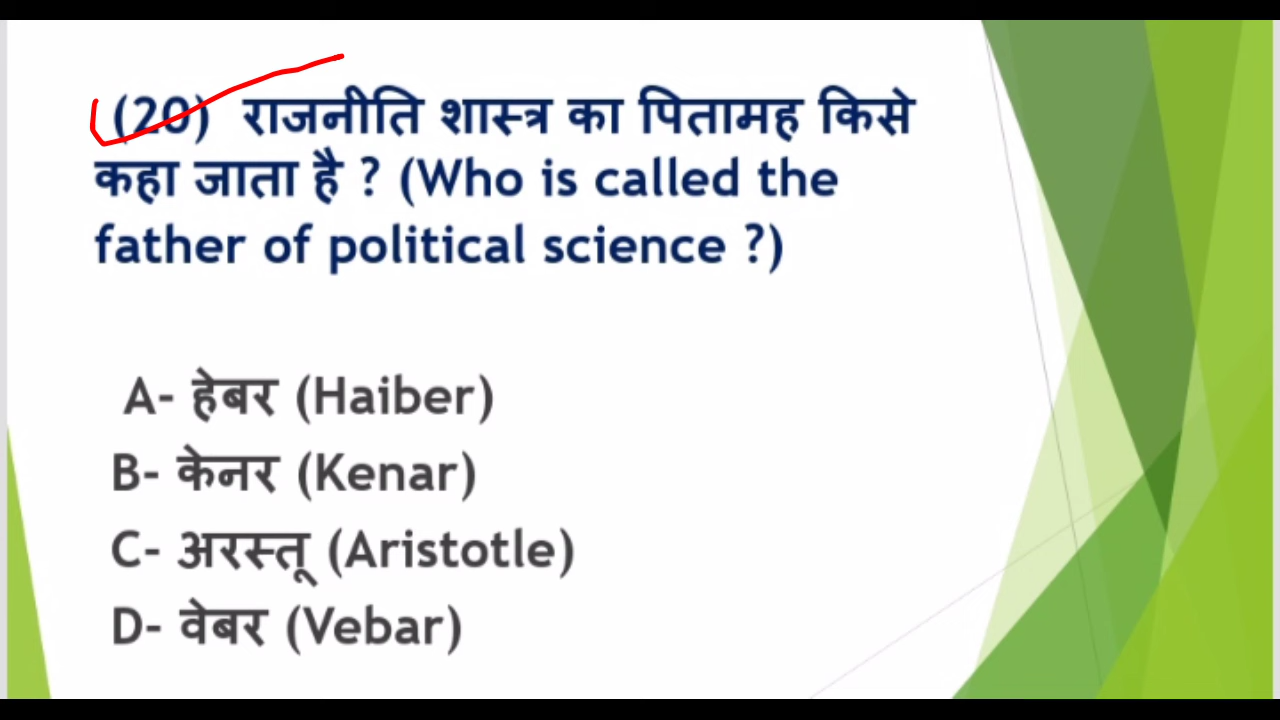 (20) राजनीति शास्त्र का पितामह किसे
कहा जाता है ? (Who is called the
father of political science ?)
A- हेबर (Haiber)
B- केनर (Kenar)
C- अरस्तू (Aristotle)
D- वेबर (Vebar)